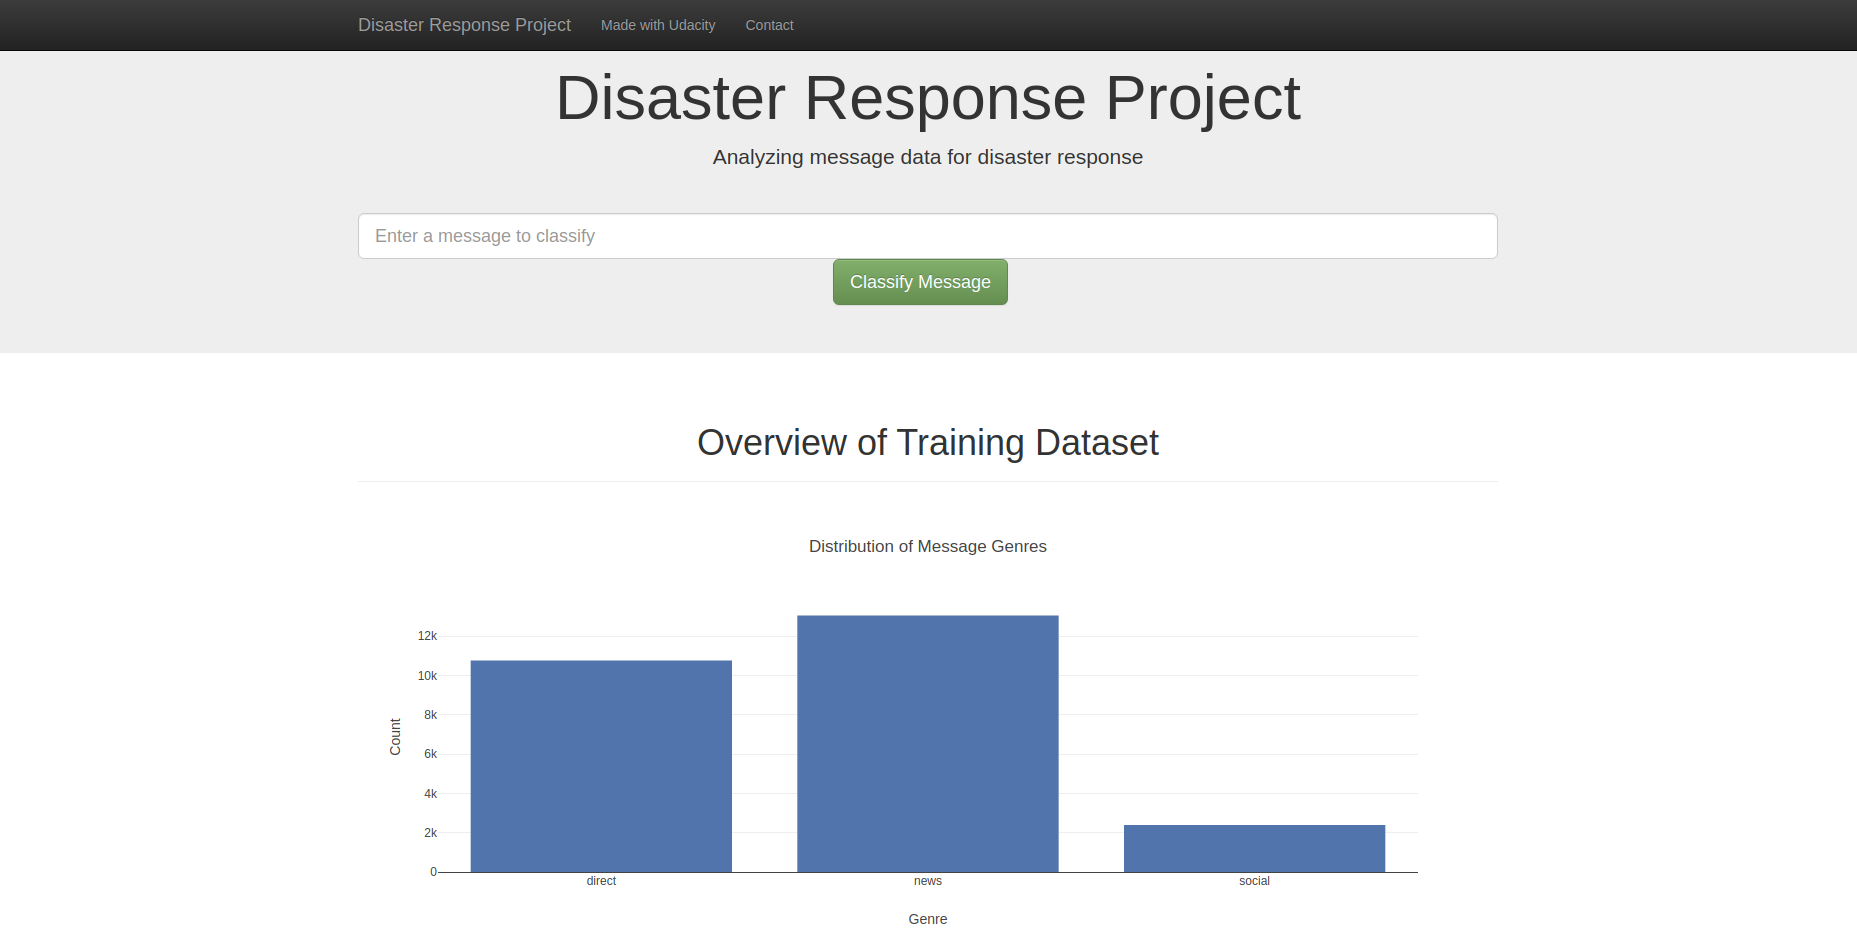 Disaster Response Project Made with Udacity Contact
Disaster Response Project
Analyzing message data for disaster response
Enter a message to classify
Classify Message
Overview of Training Dataset
Distribution of Message Genres
12k
10k
8k
6k
4k
2k
0
Count
direct news social
Genre